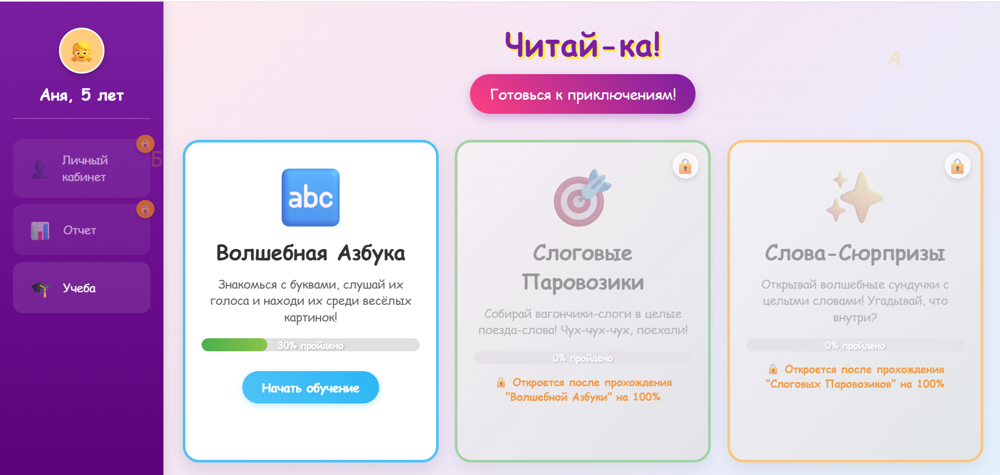 Аня, 5 лет
Личный
кабинет
Отчет
Учеба
Б
Читай-ка!
А
Готовься к приключениям!
abc
Волшебная Азбука
Знакомься с буквами, слушай их
голоса и находи их среди весёлых
картинок!
30% пройдено
Начать обучение
Слоговые
Паровозики
Собирай вагончики-слоги в целые
поезда-слова! Чух-чух-чух, поехали!
0% пройдено
Откроется после прохождения
"Волшебной Азбуки" на 100%
Слова-Сюрпризы
Открывай волшебные сундучки с
целыми словами! Угадывай, что
внутри?
0% пройдено
Откроется после прохождения
"Слоговых Паровозиков" на 100%